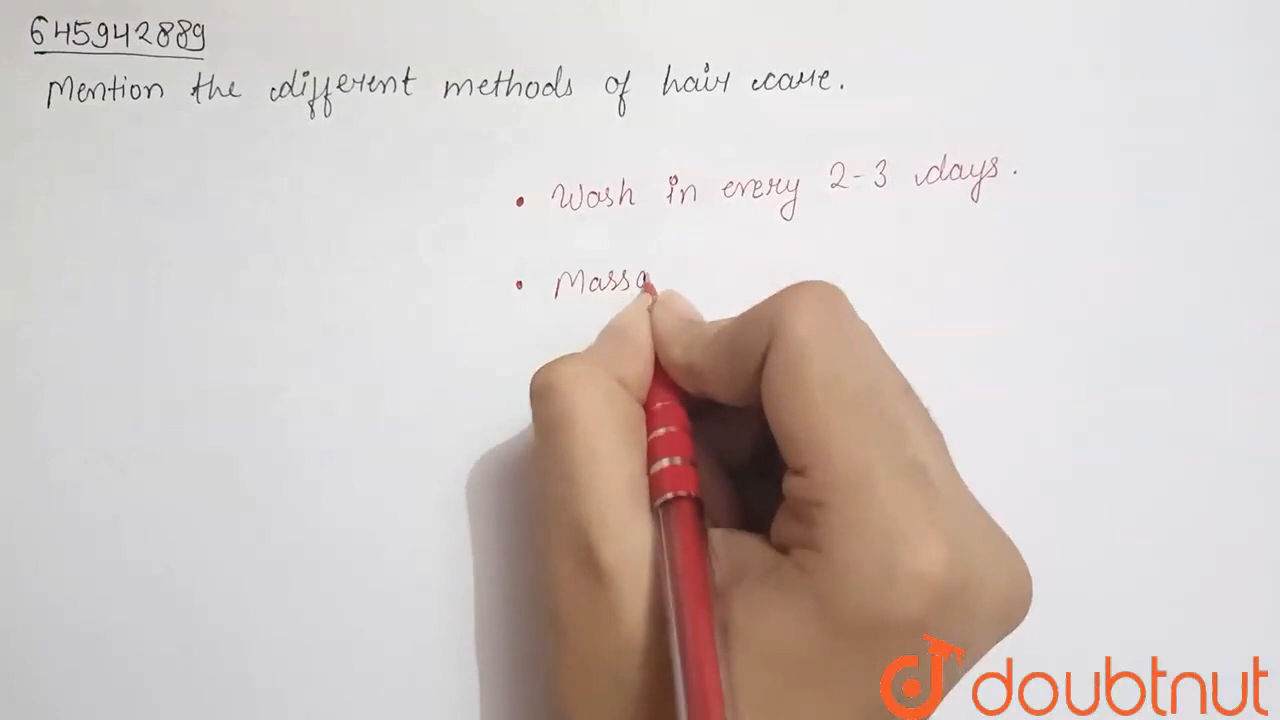 645942889
Mention the different methods of hair care.
• Wash in every 2-3 days.
• Massa
doubtnut